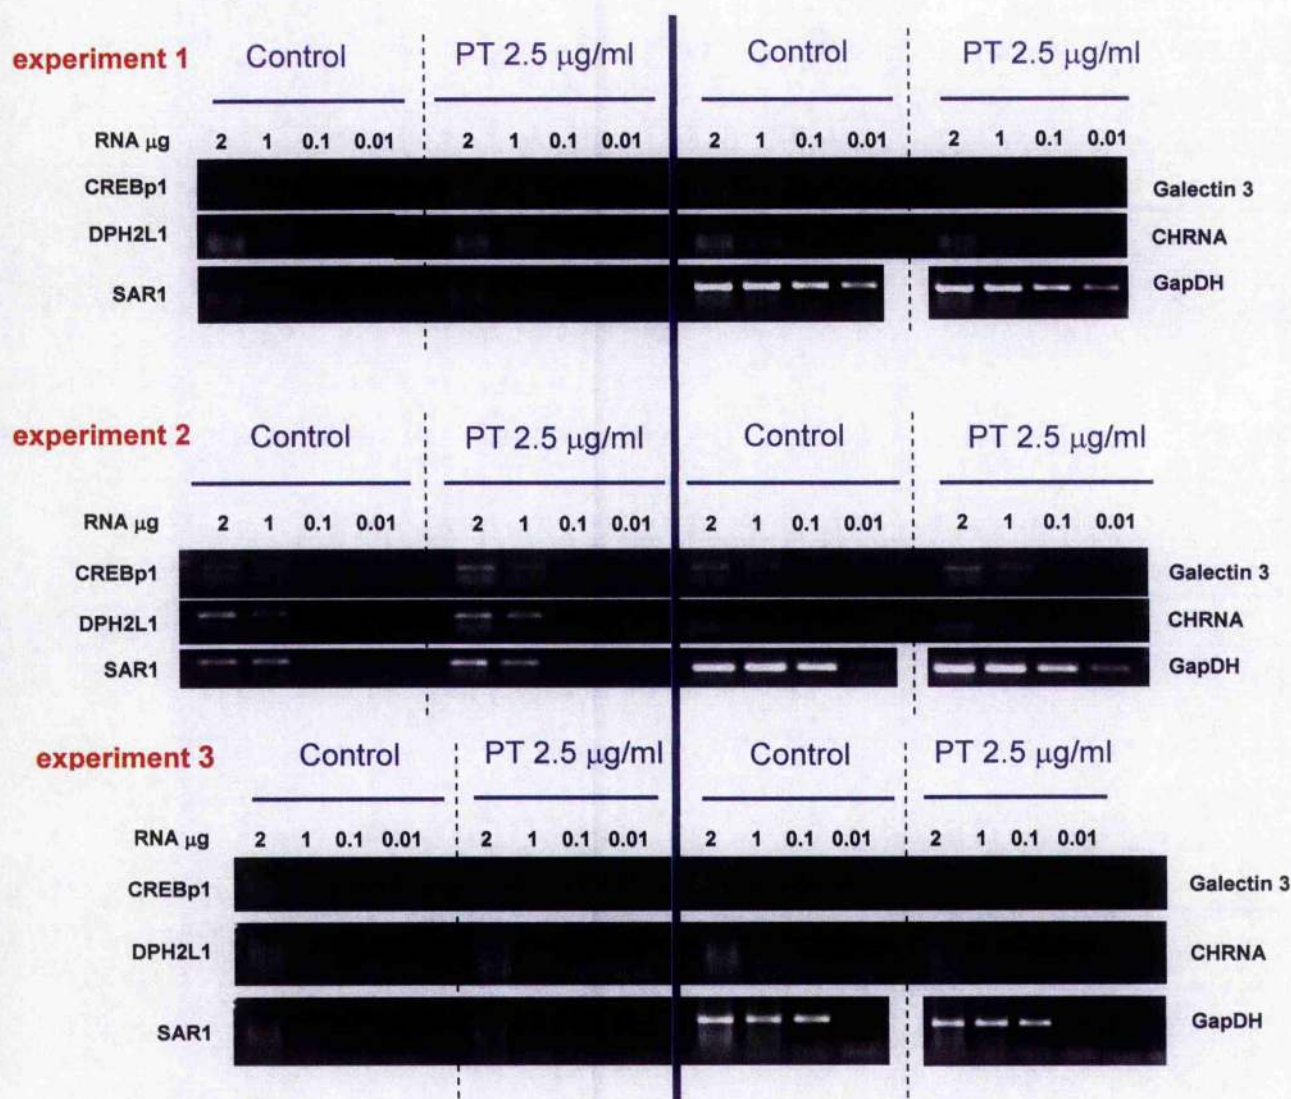 experiment 1 Control PT 2.5 μg/ml Control PT 2.5 μg/ml
RNA μg 2 1 0.1 0.01 2 1 0.1 0.01 2 1 0.1 0.01 2 1 0.1 0.01
CREBp1 Galectin 3
DPH2L1 CHRNA
SAR1 GapDH
experiment 2 Control PT 2.5 μg/ml Control PT 2.5 μg/ml
RNA μg 2 1 0.1 0.01 2 1 0.1 0.01 2 1 0.1 0.01 2 1 0.1 0.01
CREBp1 Galectin 3
DPH2L1 CHRNA
SAR1 GapDH
experiment 3 Control PT 2.5 μg/ml Control PT 2.5 μg/ml
RNA μg 2 1 0.1 0.01 2 1 0.1 0.01 2 1 0.1 0.01 2 1 0.1 0.01
CREBp1 Galectin 3
DPH2L1 CHRNA
SAR1 GapDH